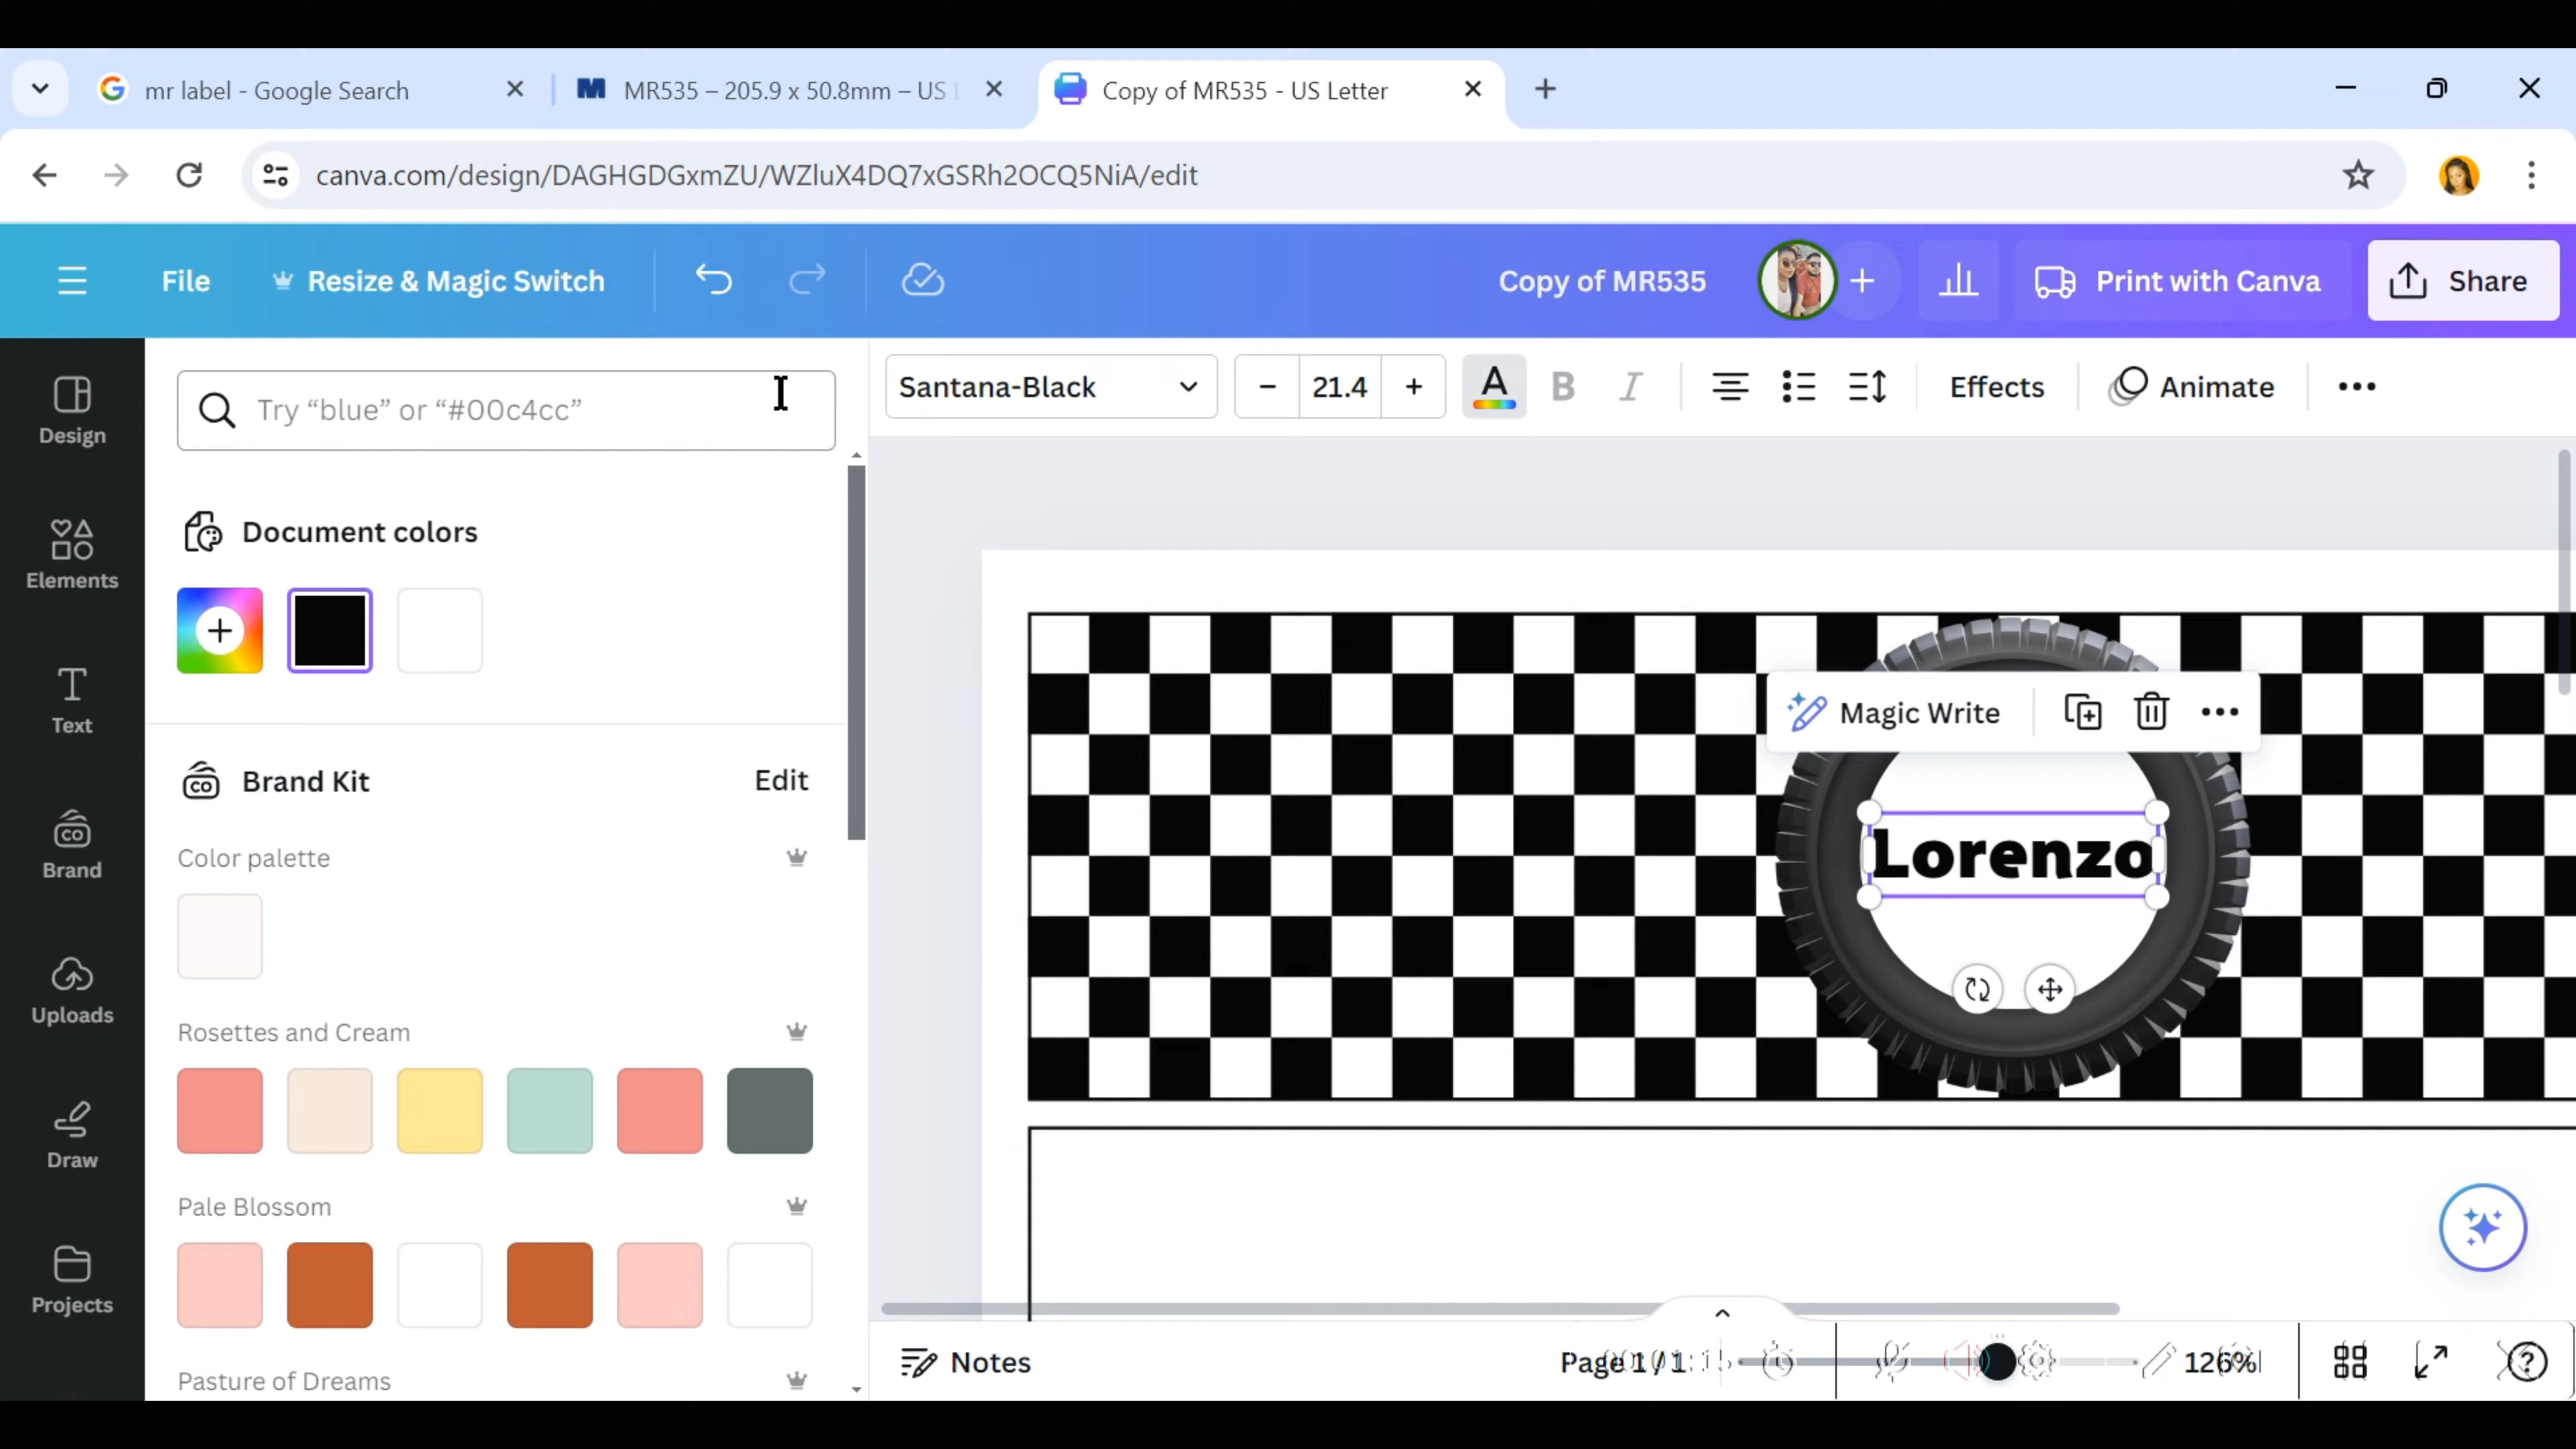 mr label - Google Search
MR535 – 205.9 x 50.8mm – US
Copy of MR535 - US Letter
canva.com/design/DAGHGDGxmZU/WZluX4DQ7xGSRh2OCQ5NiA/edit
File
Resize & Magic Switch
Copy of MR535
Print with Canva
Share
Design
Elements
Text
Brand
Uploads
Draw
Projects
Try “blue” or “#00c4cc”
Document colors
Brand Kit
Edit
Color palette
Rosettes and Cream
Pale Blossom
Pasture of Dreams
Santana-Black
21.4
A
B
I
Effects
Animate
Magic Write
Lorenzo
Notes
Page 1 / 1
126%